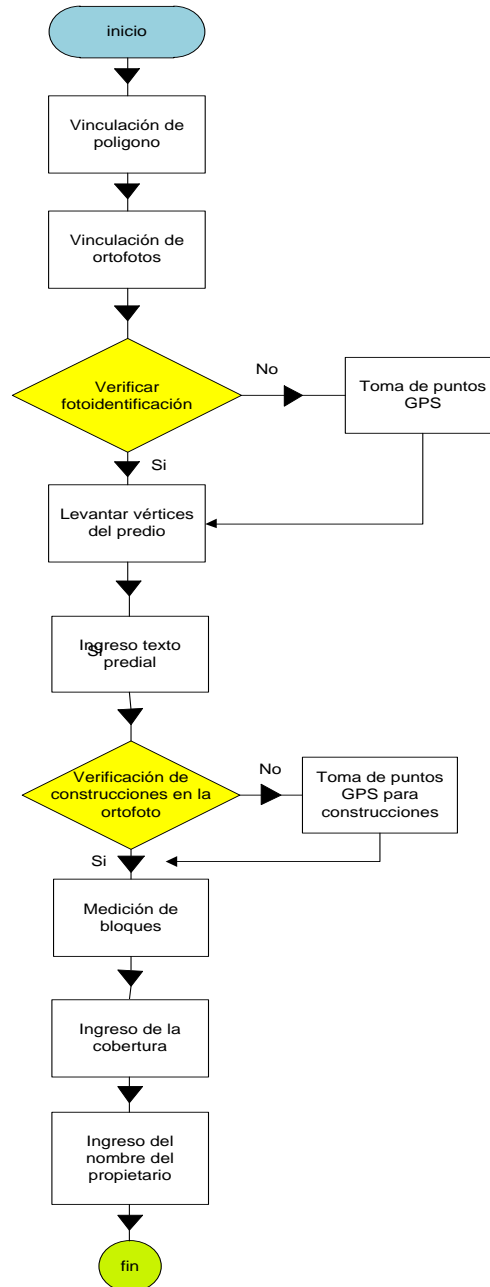 inicio
Vinculación de
poligono
Vinculación de
ortofotos
Verificar
fotoidentificación
No
Toma de puntos
GPS
Si
Levantar vértices
del predio
Ingreso texto
Si
predial
Verificación de
construcciones en la
ortofoto
No
Toma de puntos
GPS para
construcciones
Si
Medición de
bloques
Ingreso de la
cobertura
Ingreso del
nombre del
propietario
fin